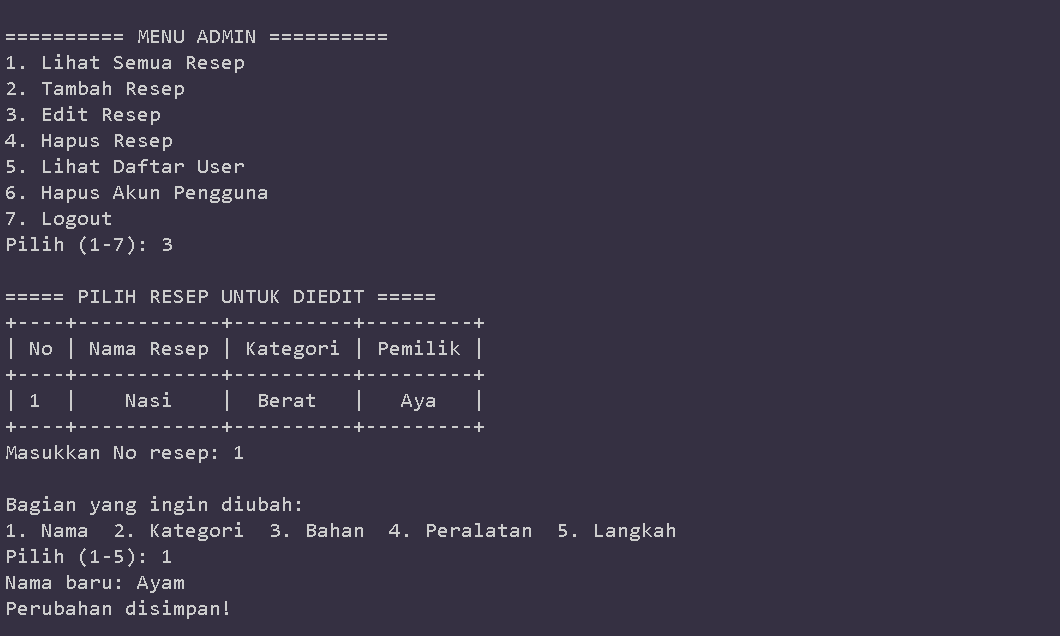 ========== MENU ADMIN ==========
1. Lihat Semua Resep
2. Tambah Resep
3. Edit Resep
4. Hapus Resep
5. Lihat Daftar User
6. Hapus Akun Pengguna
7. Logout
Pilih (1-7): 3
===== PILIH RESEP UNTUK DIEDIT =====
+----+------------+----------+---------+
| No | Nama Resep | Kategori | Pemilik |
+----+------------+----------+---------+
| 1  |    Nasi    |  Berat   |   Aya   |
+----+------------+----------+---------+
Masukkan No resep: 1
Bagian yang ingin diubah:
1. Nama  2. Kategori  3. Bahan  4. Peralatan  5. Langkah
Pilih (1-5): 1
Nama baru: Ayam
Perubahan disimpan!